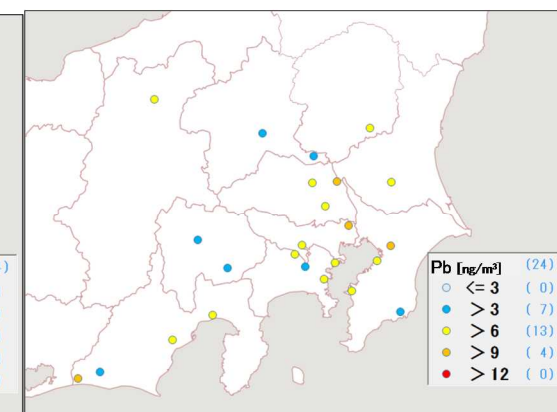 )
Pb [ng/m³] (24)
<= 3 ( 0)
> 3 ( 7)
> 6 (13)
> 9 ( 4)
> 12 ( 0)